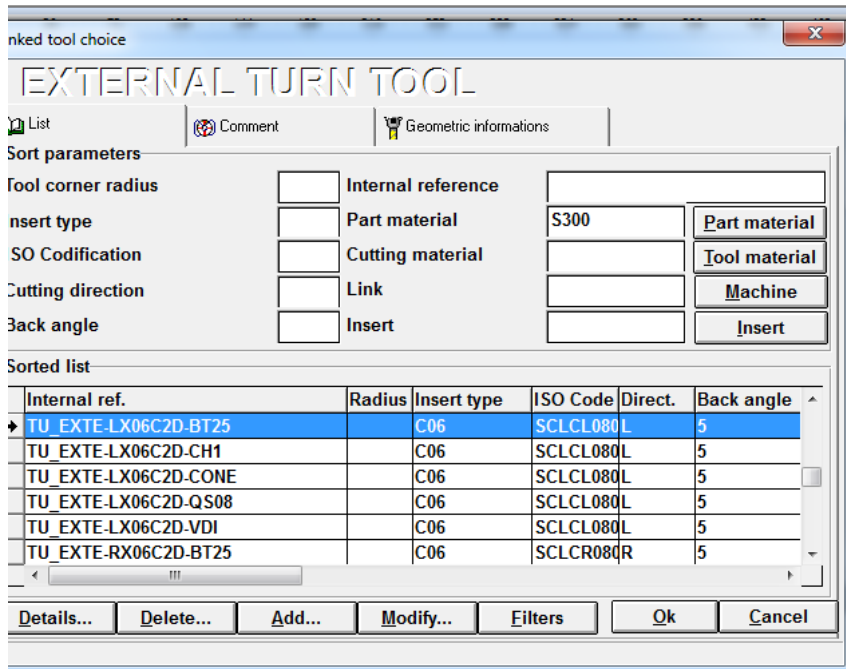 nked tool choice
EXTERNAL TURN TOOL
List Comment Geometric informations
Sort parameters
Tool corner radius Internal reference
nsert type Part material S300 Part material
SO Codification Cutting material Tool material
Cutting direction Link Machine
Back angle Insert Insert
Sorted list
Internal ref. Radius Insert type ISO Code Direct. Back angle
TU_EXTE-LX06C2D-BT25 C06 SCLCL080 L 5
TU_EXTE-LX06C2D-CH1 C06 SCLCL080 L 5
TU_EXTE-LX06C2D-CONE C06 SCLCL080 L 5
TU_EXTE-LX06C2D-QS08 C06 SCLCL080 L 5
TU_EXTE-LX06C2D-VDI C06 SCLCL080 L 5
TU_EXTE-RX06C2D-BT25 C06 SCLCR080 R 5
Details... Delete... Add... Modify... Filters Ok Cancel